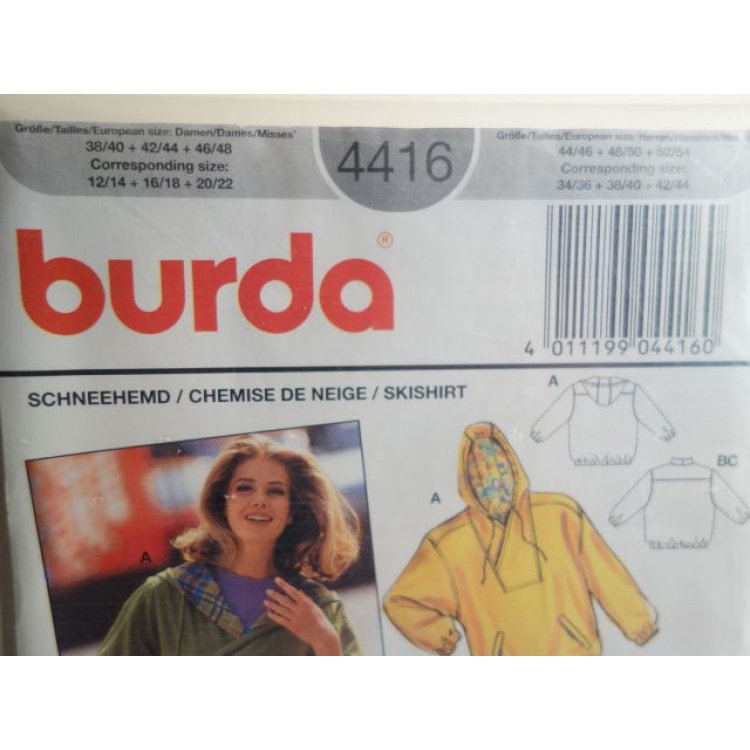 Größe/Tailles/European size: Damen/Dames/Misses'
38/40 + 42/44 + 46/48
Corresponding size:
12/14 + 16/18 + 20/22
4416
Größe/Tailles/European size: Herren/Hommes/
44/46 + 48/50 + 52/54
Corresponding size:
34/36 + 38/40 + 42/44
burda®
4 011199 044160
SCHNEEHEMD / CHEMISE DE NEIGE / SKISHIRT
A
A
A
BC